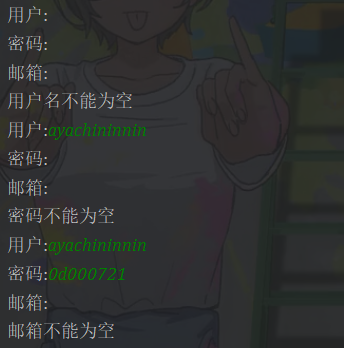 用户:
密码:
邮箱:
用户名不能为空
用户:ayachininnin
密码:
邮箱:
密码不能为空
用户:ayachininnin
密码:0d000721
邮箱:
邮箱不能为空